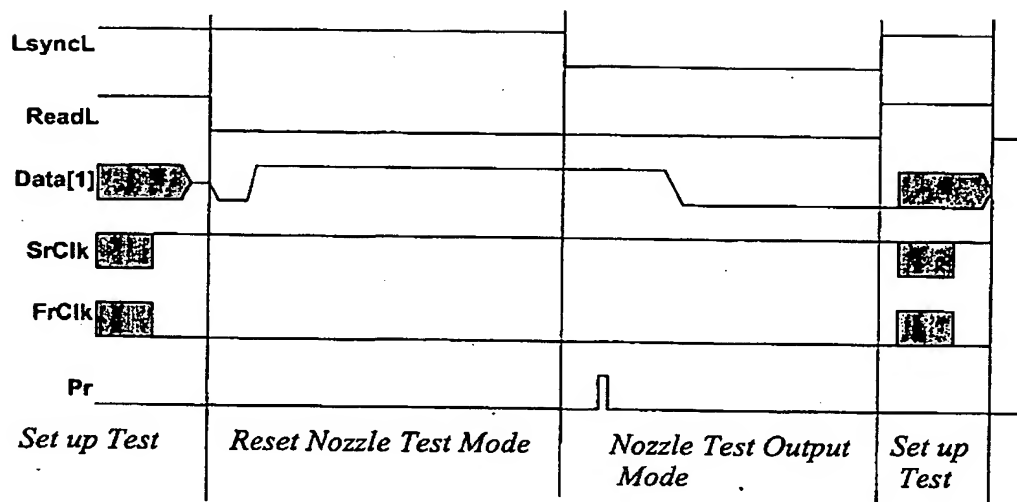 LsyncL
ReadL
Data[1]
SrClk
FrClk
Pr
Set up Test
Reset Nozzle Test Mode
Nozzle Test Output
Mode
Set up
Test